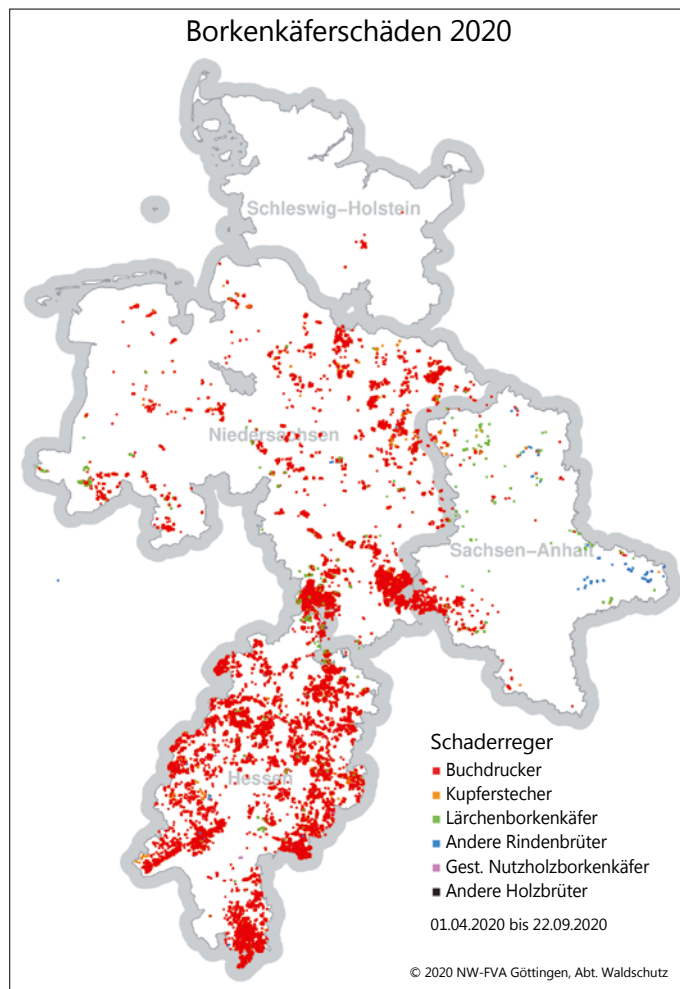 Borkenkäferschäden 2020
Schleswig-Holstein
Niedersachsen
Sachsen-Anhalt
Hessen
Schaderreger
Buchdrucker
Kupferstecher
Lärchenborkenkäfer
Andere Rindenbrüter
Gest. Nutzholzborkenkäfer
Andere Holzbrüter
01.04.2020 bis 22.09.2020
© 2020 NW-FVA Göttingen, Abt. Waldschutz